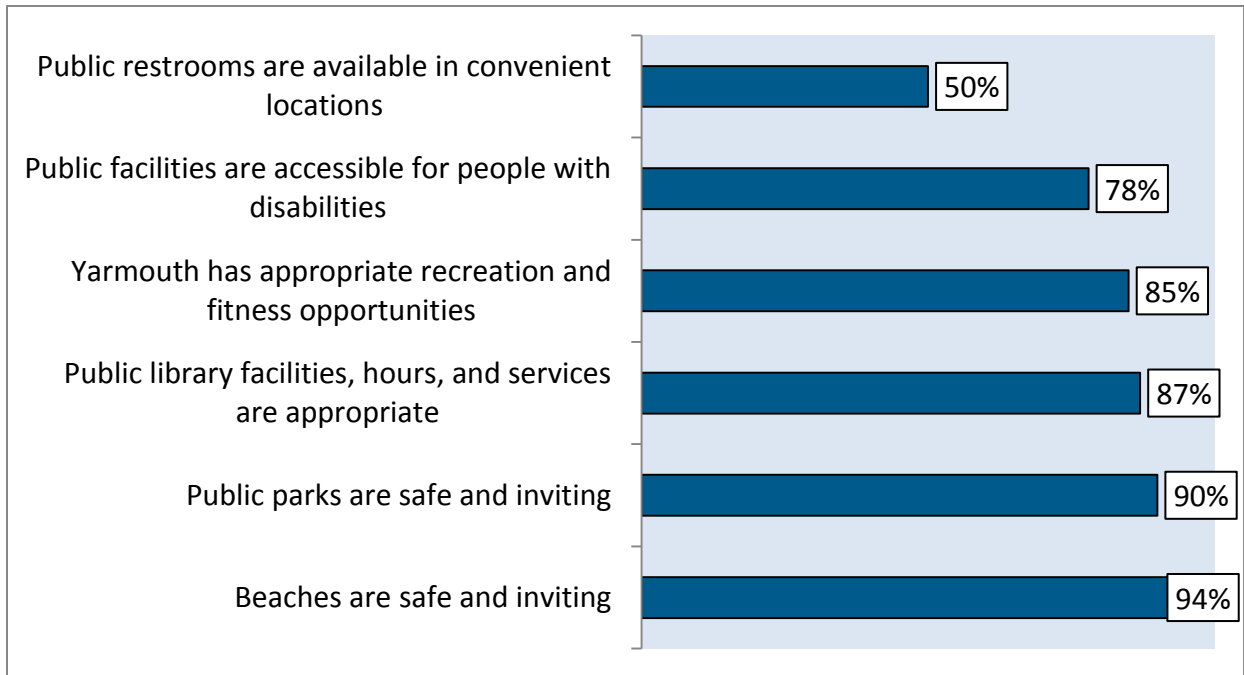 Public restrooms are available in convenient
locations
50%
Public facilities are accessible for people with
disabilities
78%
Yarmouth has appropriate recreation and
fitness opportunities
85%
Public library facilities, hours, and services
are appropriate
87%
Public parks are safe and inviting
90%
Beaches are safe and inviting
94%